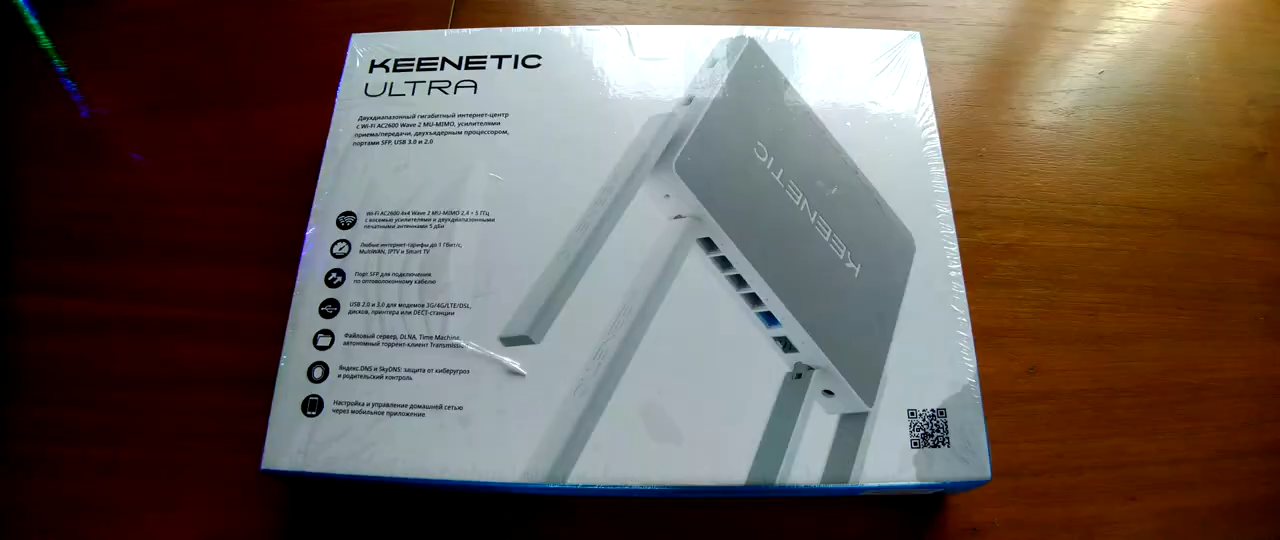 KEENETIC
ULTRA
Двухдиапазонный гигабитный интернет-центр
с Wi-Fi AC2600 Wave 2 MU-MIMO, усилителями
приема/передачи, двухъядерным процессором,
портами SFP, USB 3.0 и 2.0
Wi-Fi AC2600 4x4 Wave 2 MU-MIMO 2,4 + 5 ГГц
с восемью усилителями и двухдиапазонными
печатными антеннами 5 дБи
Любые интернет-тарифы до 1 Гбит/с,
MultiWAN, IPTV и Smart TV
Порт SFP для подключения
по оптоволоконному кабелю
USB 2.0 и 3.0 для модемов 3G/4G/LTE/DSL,
дисков, принтера или DECT-станции
Файловый сервер, DLNA, Time Machine,
автономный торрент-клиент Transmission
Яндекс.DNS и SkyDNS: защита от киберугроз
и родительский контроль
Настройка и управление домашней сетью
через мобильное приложение
KEENETIC
KEENETIC